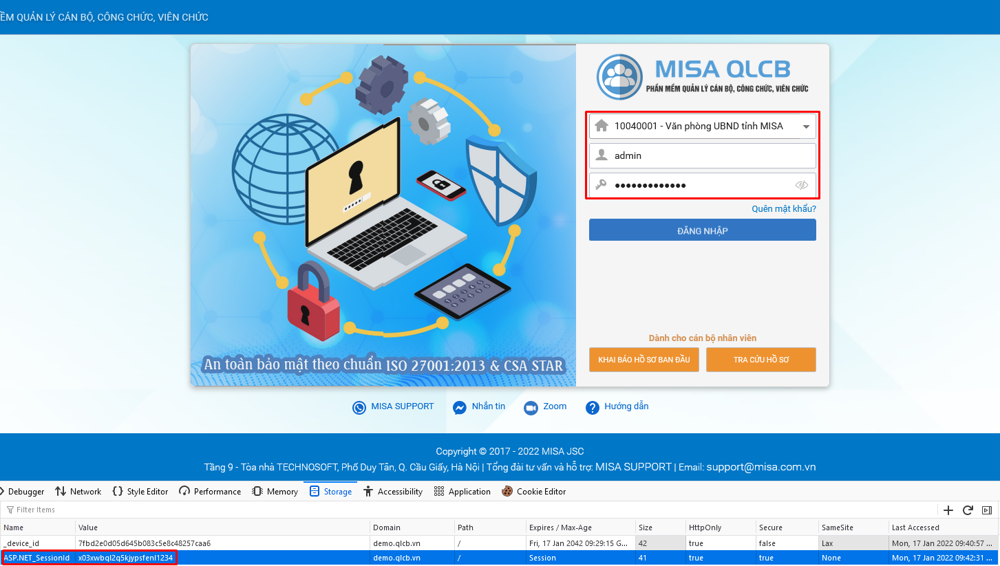 ỀM QUẢN LÝ CÁN BỘ, CÔNG CHỨC, VIÊN CHỨC
MISA QLCB
PHẦN MỀM QUẢN LÝ CÁN BỘ, CÔNG CHỨC, VIÊN CHỨC
10040001 - Văn phòng UBND tỉnh MISA
admin
•••••••••••••
Quên mật khẩu?
ĐĂNG NHẬP
Dành cho cán bộ nhân viên
KHAI BÁO HỒ SƠ BAN ĐẦU TRA CỨU HỒ SƠ
An toàn bảo mật theo chuẩn ISO 27001:2013 & CSA STAR
MISA SUPPORT Nhắn tin Zoom Hướng dẫn
Copyright © 2017 - 2022 MISA JSC
Tầng 9 - Tòa nhà TECHNOSOFT, Phố Duy Tân, Q. Cầu Giấy, Hà Nội | Tổng đài tư vấn và hỗ trợ: MISA SUPPORT | Email: support@misa.com.vn
Debugger Network Style Editor Performance Memory Storage Accessibility Application Cookie Editor
Filter Items
Name Value Domain Path Expires / Max-Age Size HttpOnly Secure SameSite Last Accessed
_device_id 7fbd2e0d05d645b083c5e8c48257caa6 demo.qlcb.vn / Fri, 17 Jan 2042 09:29:15 G... 42 true false Lax Mon, 17 Jan 2022 09:40:57 ...
ASP.NET_SessionId x03xwbql2q5kjypsfenl1234 demo.qlcb.vn / Session 41 true true None Mon, 17 Jan 2022 09:42:31 ...